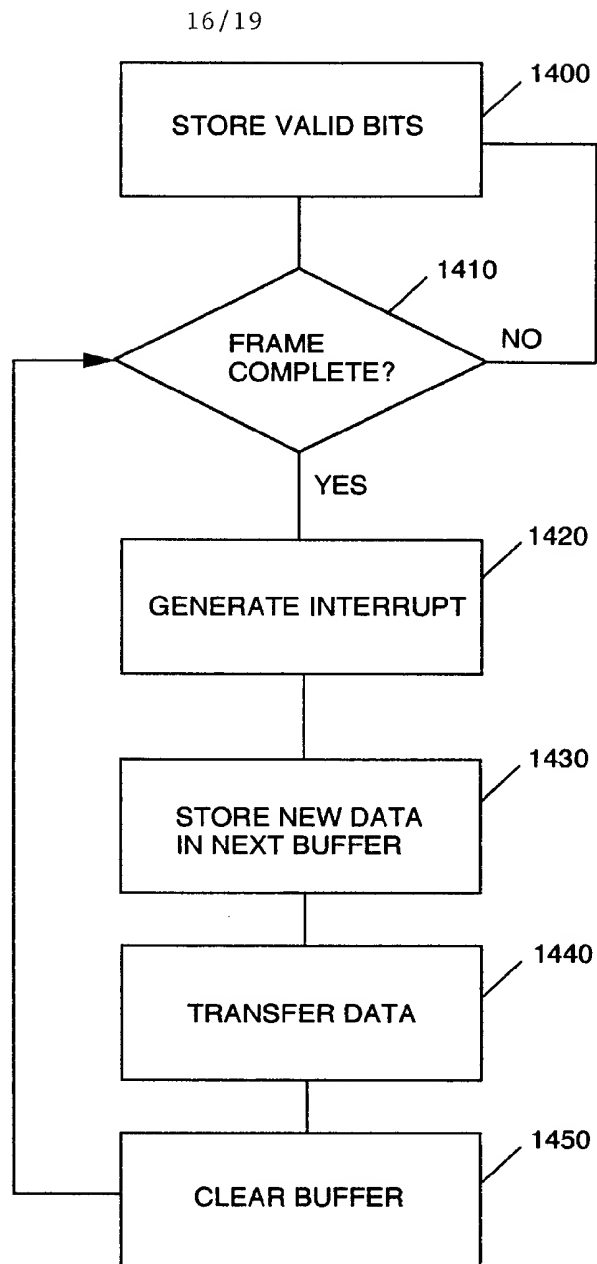 16/19
1400
STORE VALID BITS
1410
FRAME
COMPLETE?
NO
YES
1420
GENERATE INTERRUPT
1430
STORE NEW DATA
IN NEXT BUFFER
1440
TRANSFER DATA
1450
CLEAR BUFFER